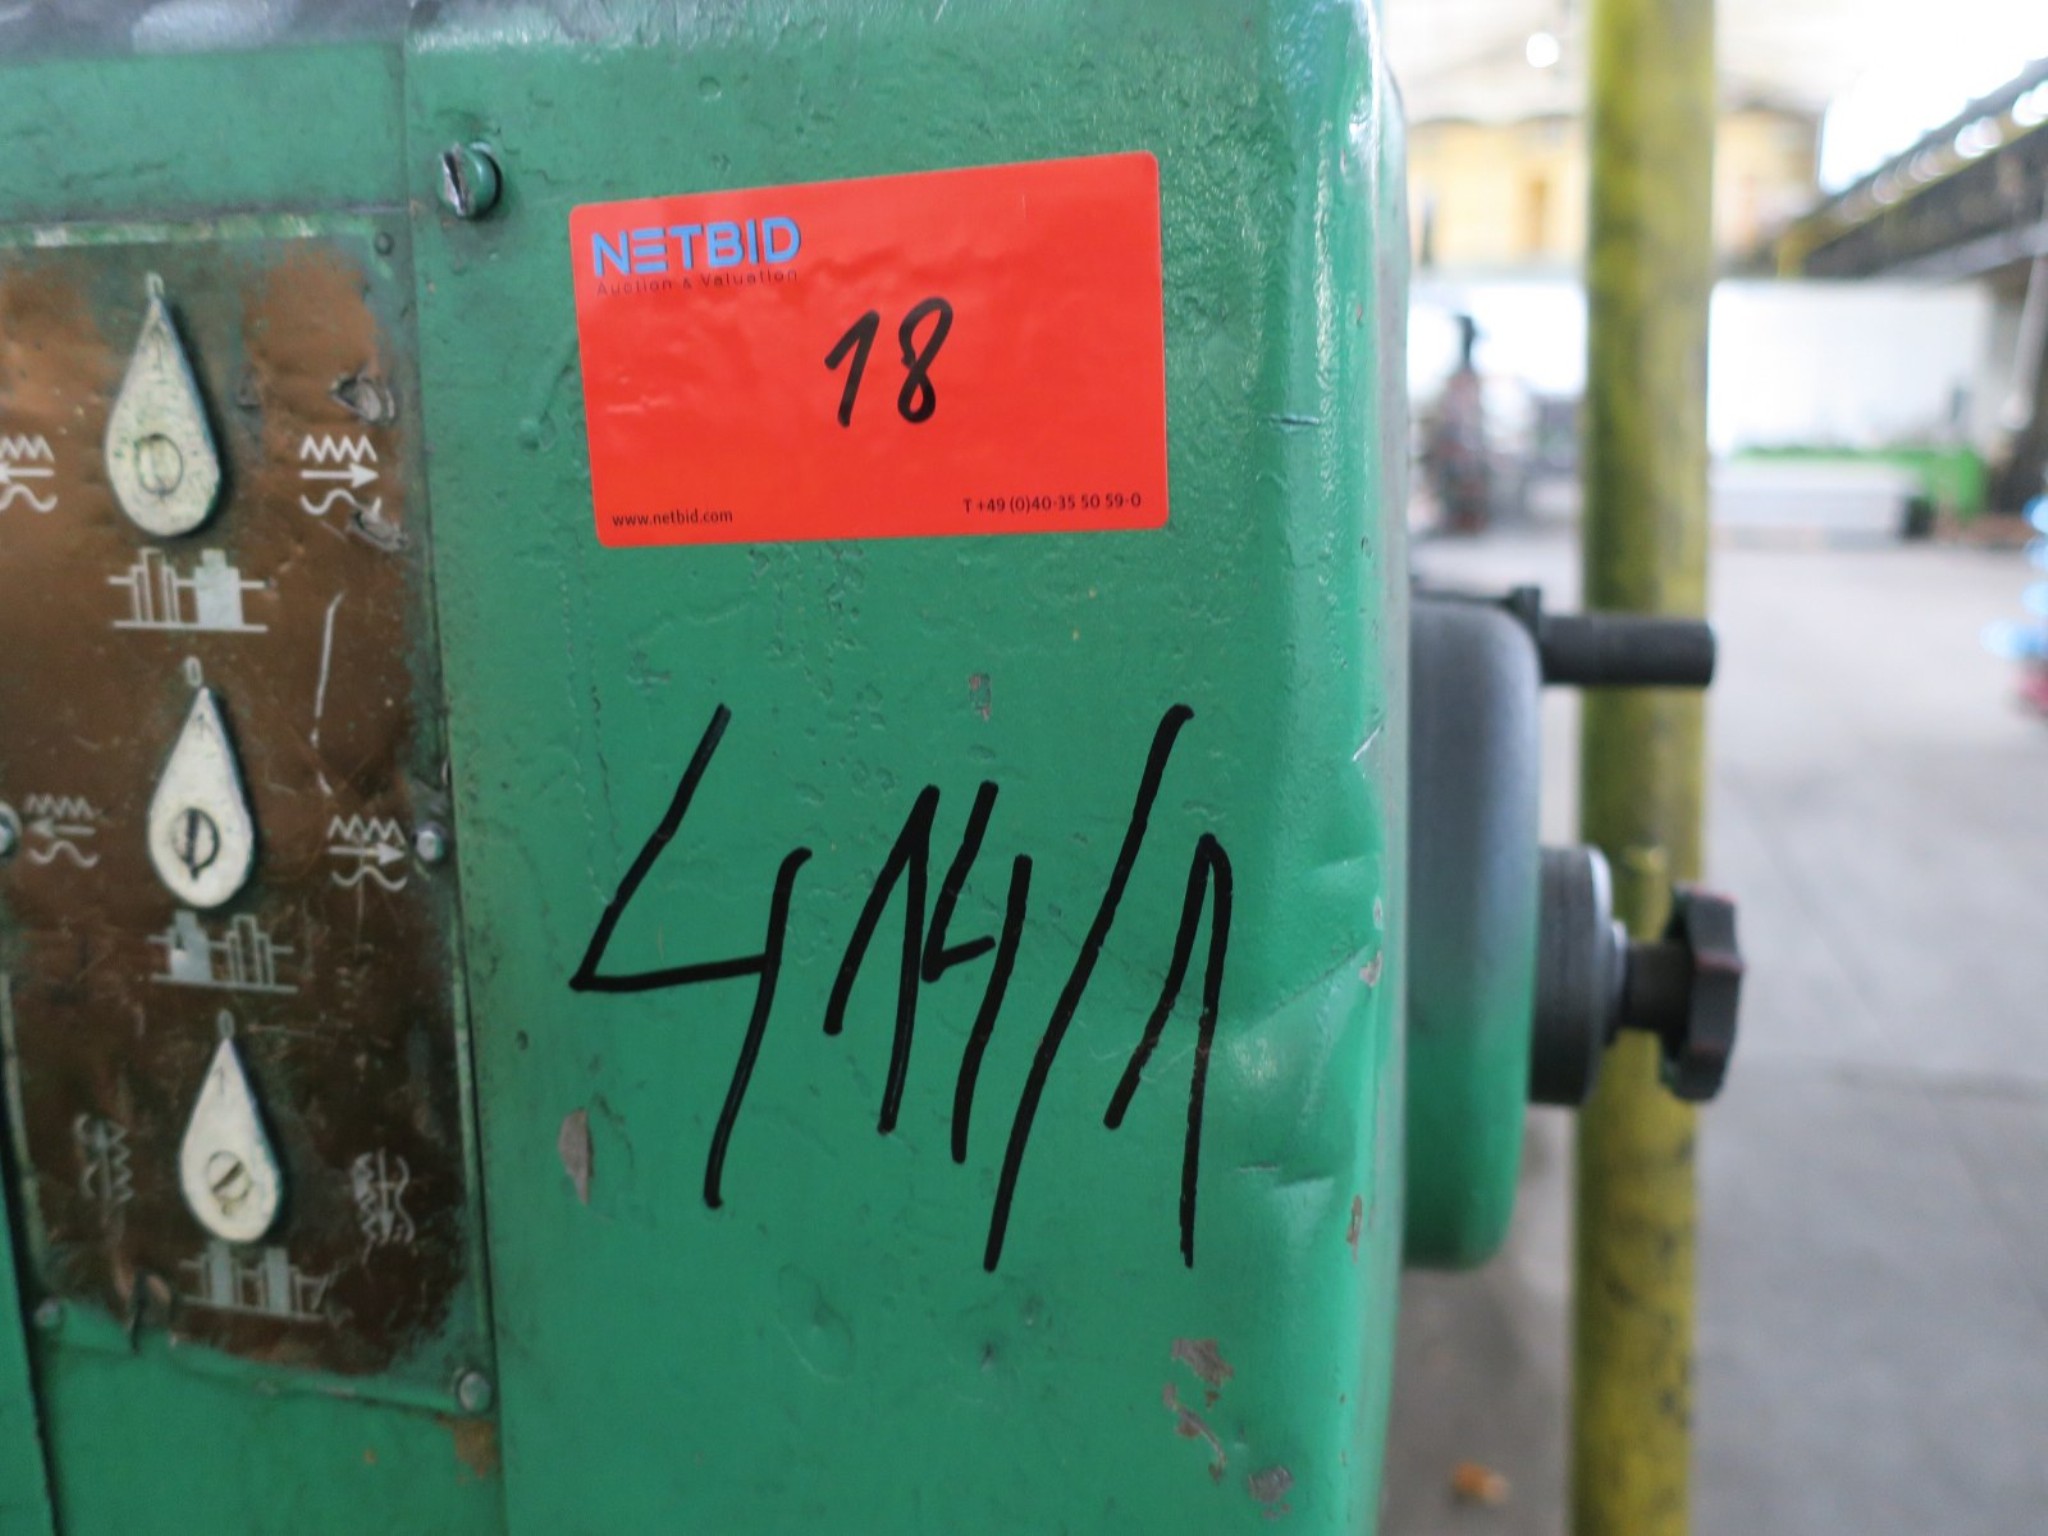 NETBID
Auction & Valuation
18
www.netbid.com
T +49 (0)40-35 50 59-0
414/1